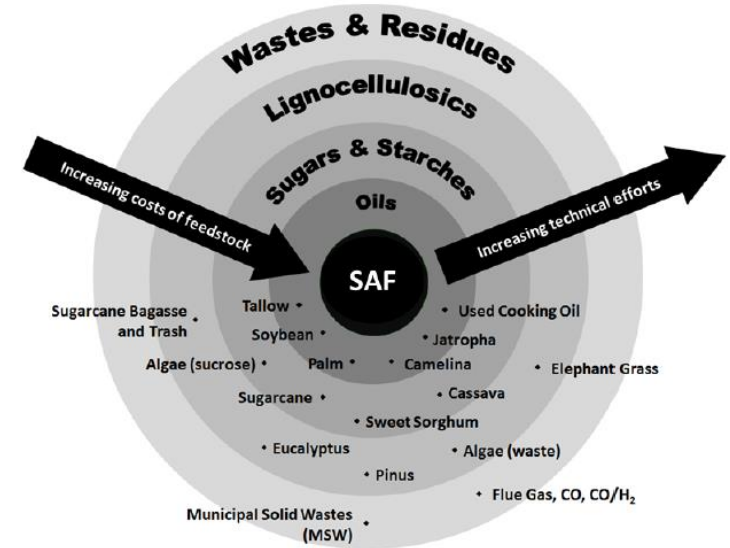 Wastes & Residues
Lignocellulosics
Sugars & Starches
Oils
Increasing costs of feedstock
Increasing technical efforts
SAF
Tallow
Used Cooking Oil
Sugarcane Bagasse
and Trash
Soybean
Jatropha
Algae (sucrose)
Palm
Camelina
Elephant Grass
Sugarcane
Cassava
Sweet Sorghum
Eucalyptus
Algae (waste)
Pinus
Flue Gas, CO, CO/H₂
Municipal Solid Wastes
(MSW)